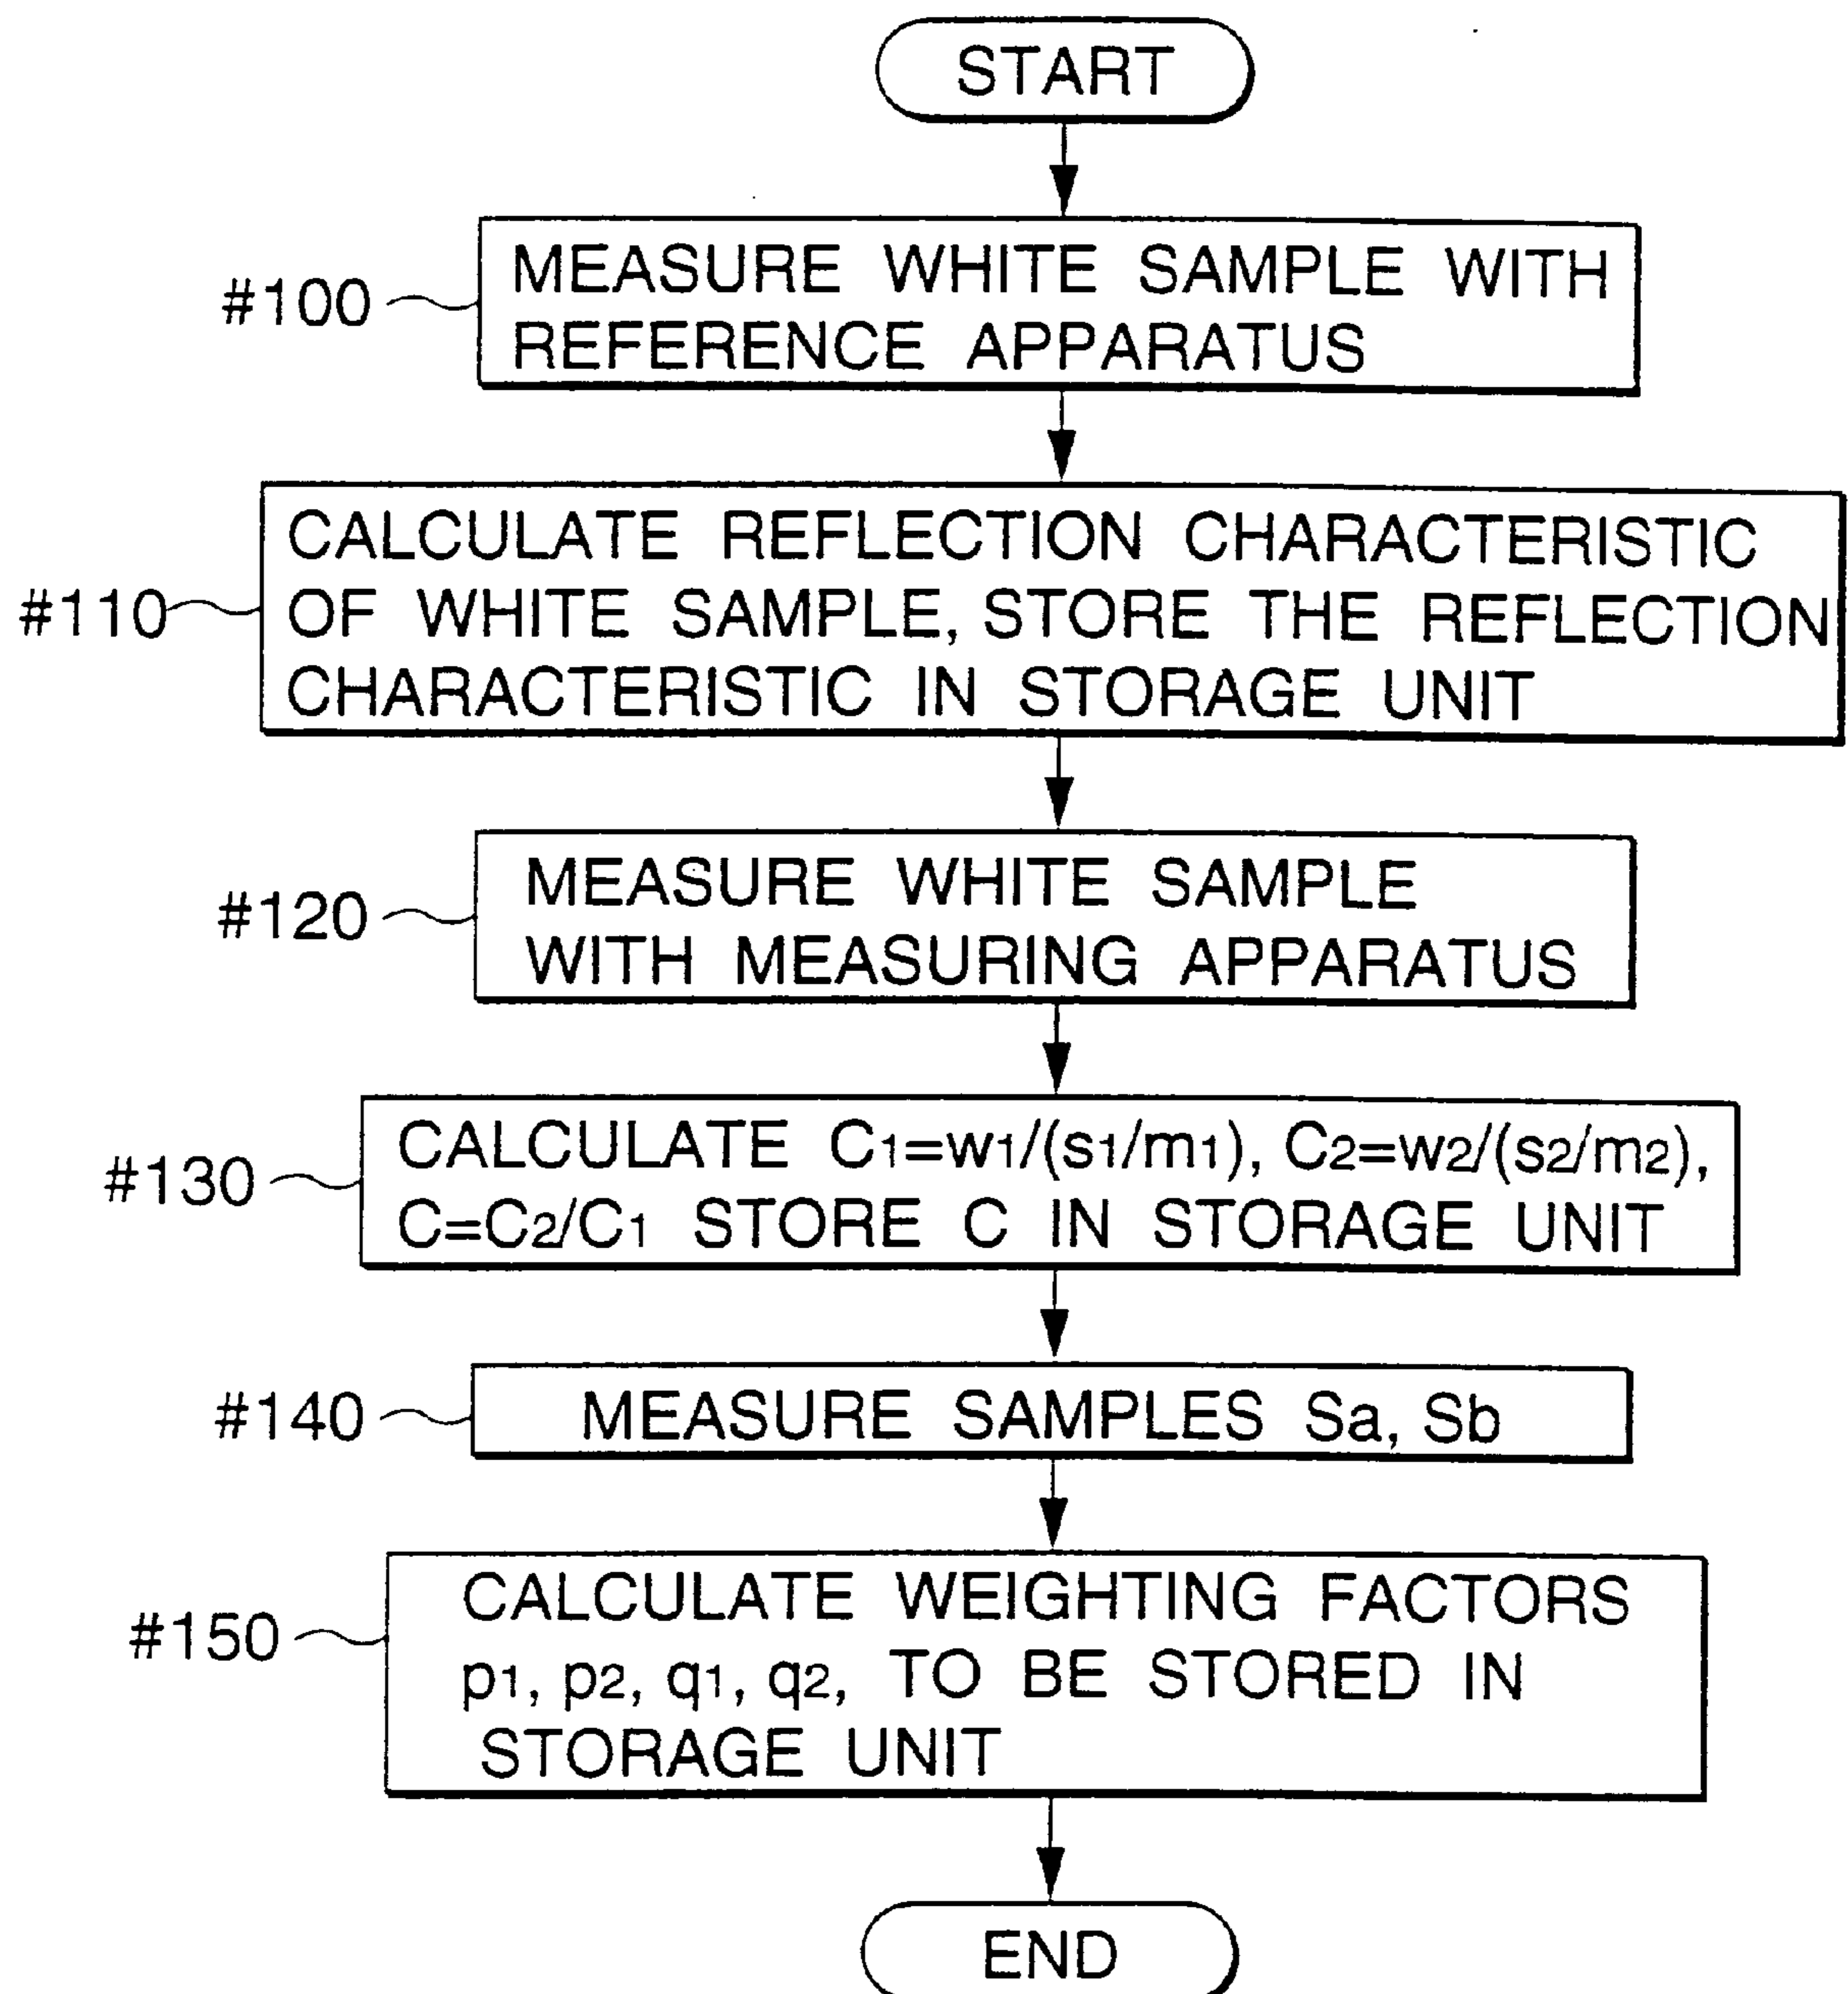 START
#100
MEASURE WHITE SAMPLE WITH
REFERENCE APPARATUS
#110
CALCULATE REFLECTION CHARACTERISTIC
OF WHITE SAMPLE, STORE THE REFLECTION
CHARACTERISTIC IN STORAGE UNIT
#120
MEASURE WHITE SAMPLE
WITH MEASURING APPARATUS
#130
CALCULATE C1=w1/(s1/m1), C2=w2/(s2/m2),
C=C2/C1 STORE C IN STORAGE UNIT
#140
MEASURE SAMPLES Sa, Sb
#150
CALCULATE WEIGHTING FACTORS
p1, p2, q1, q2, TO BE STORED IN
STORAGE UNIT
END